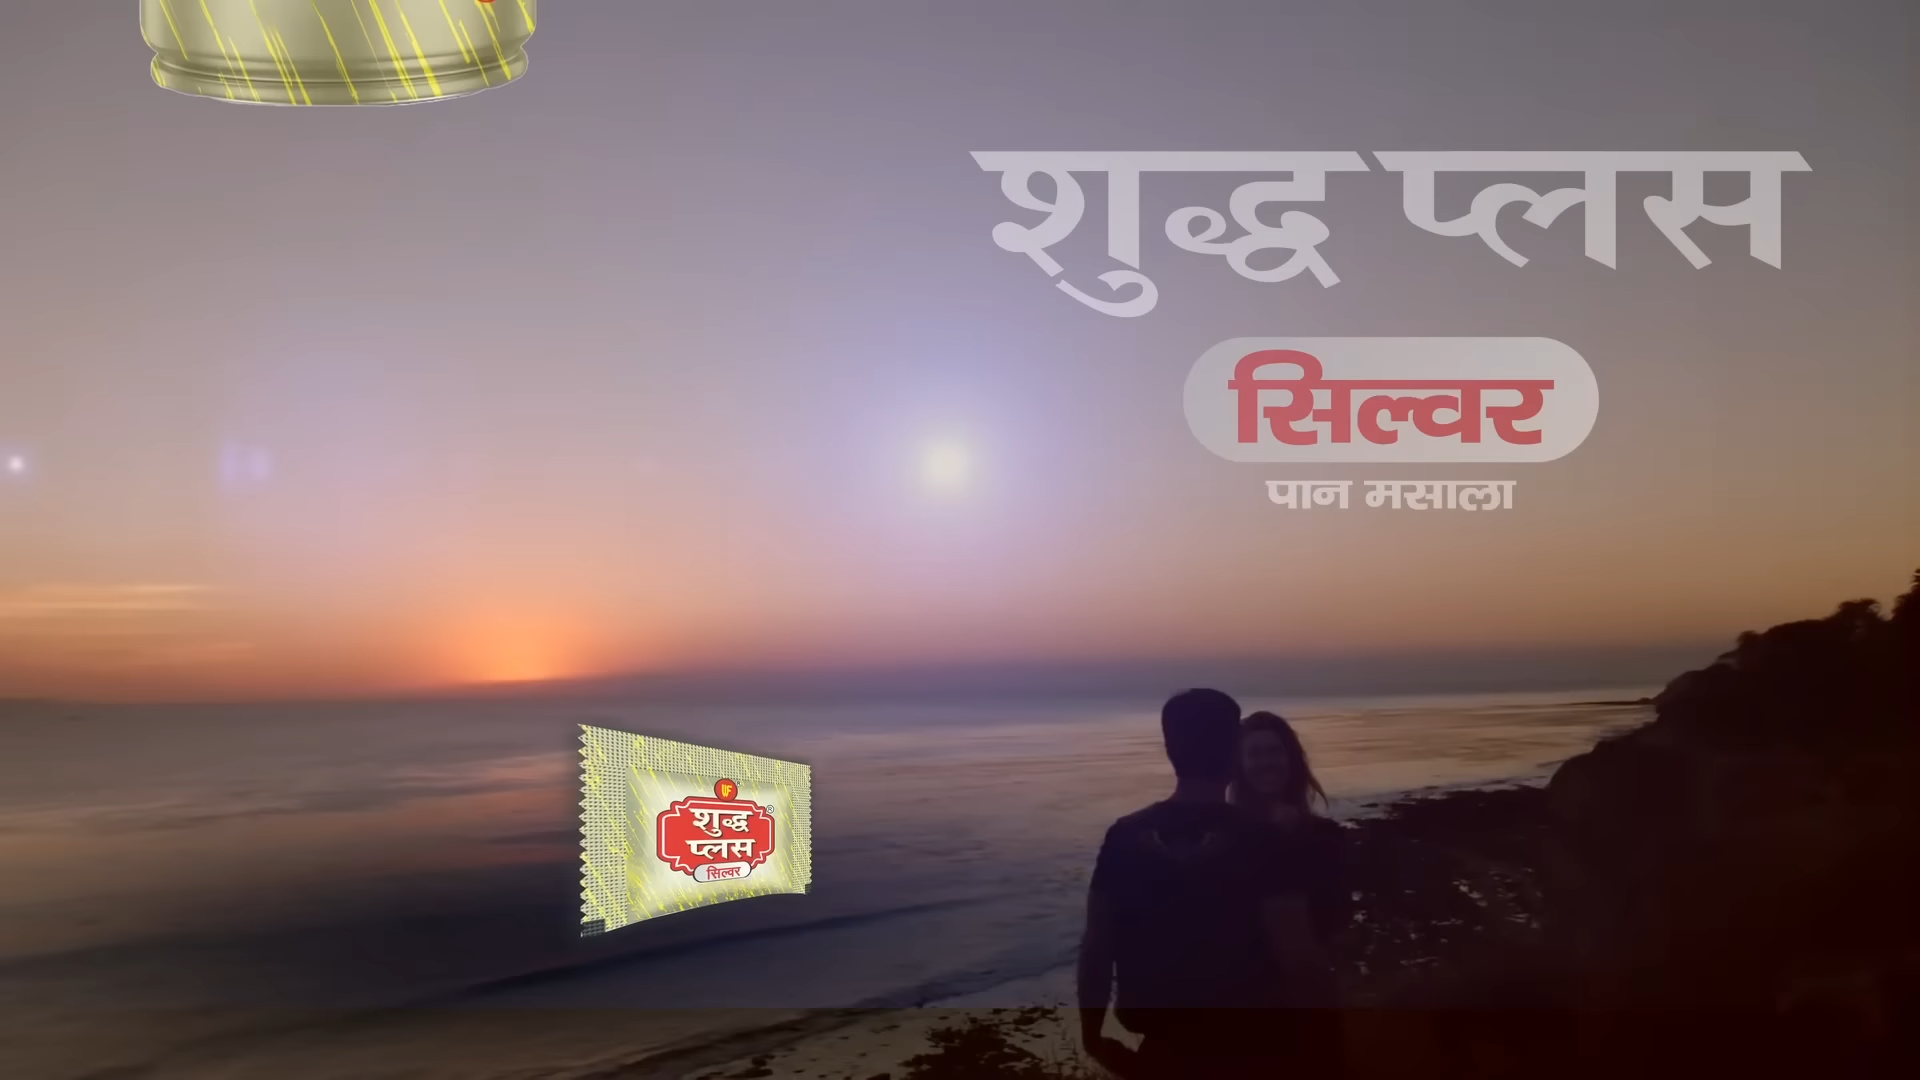 शुद्ध प्लस
सिल्वर
पान मसाला
शुद्ध
प्लस
सिल्वर